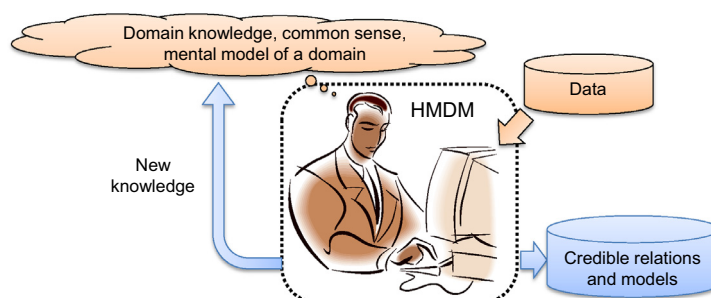 Domain knowledge, common sense,
mental model of a domain
HMDM
Data
New
knowledge
Credible relations
and models